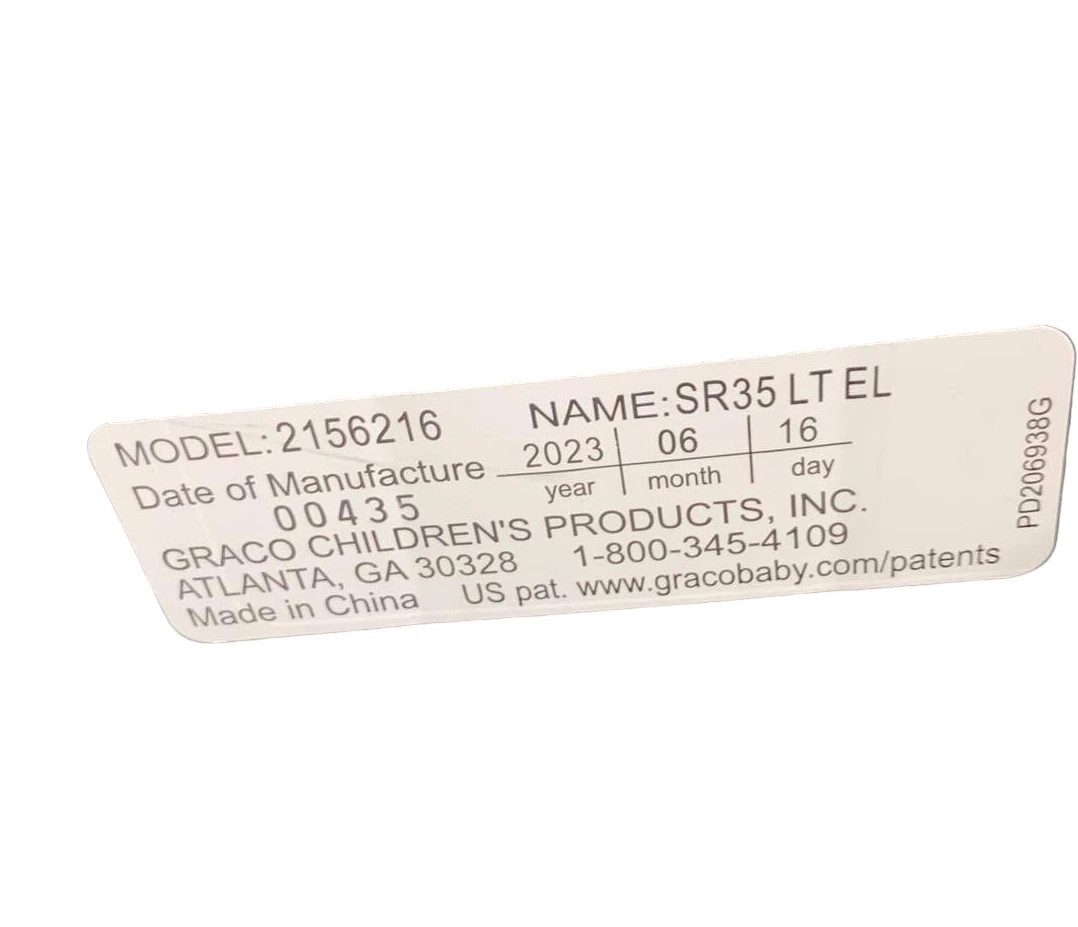 MODEL: 2156216 NAME: SR35 LT EL
Date of Manufacture 2023 06 16
year month day
00435
GRACO CHILDREN'S PRODUCTS, INC.
ATLANTA, GA 30328 1-800-345-4109
Made in China US pat. www.gracobaby.com/patents
PD206938G